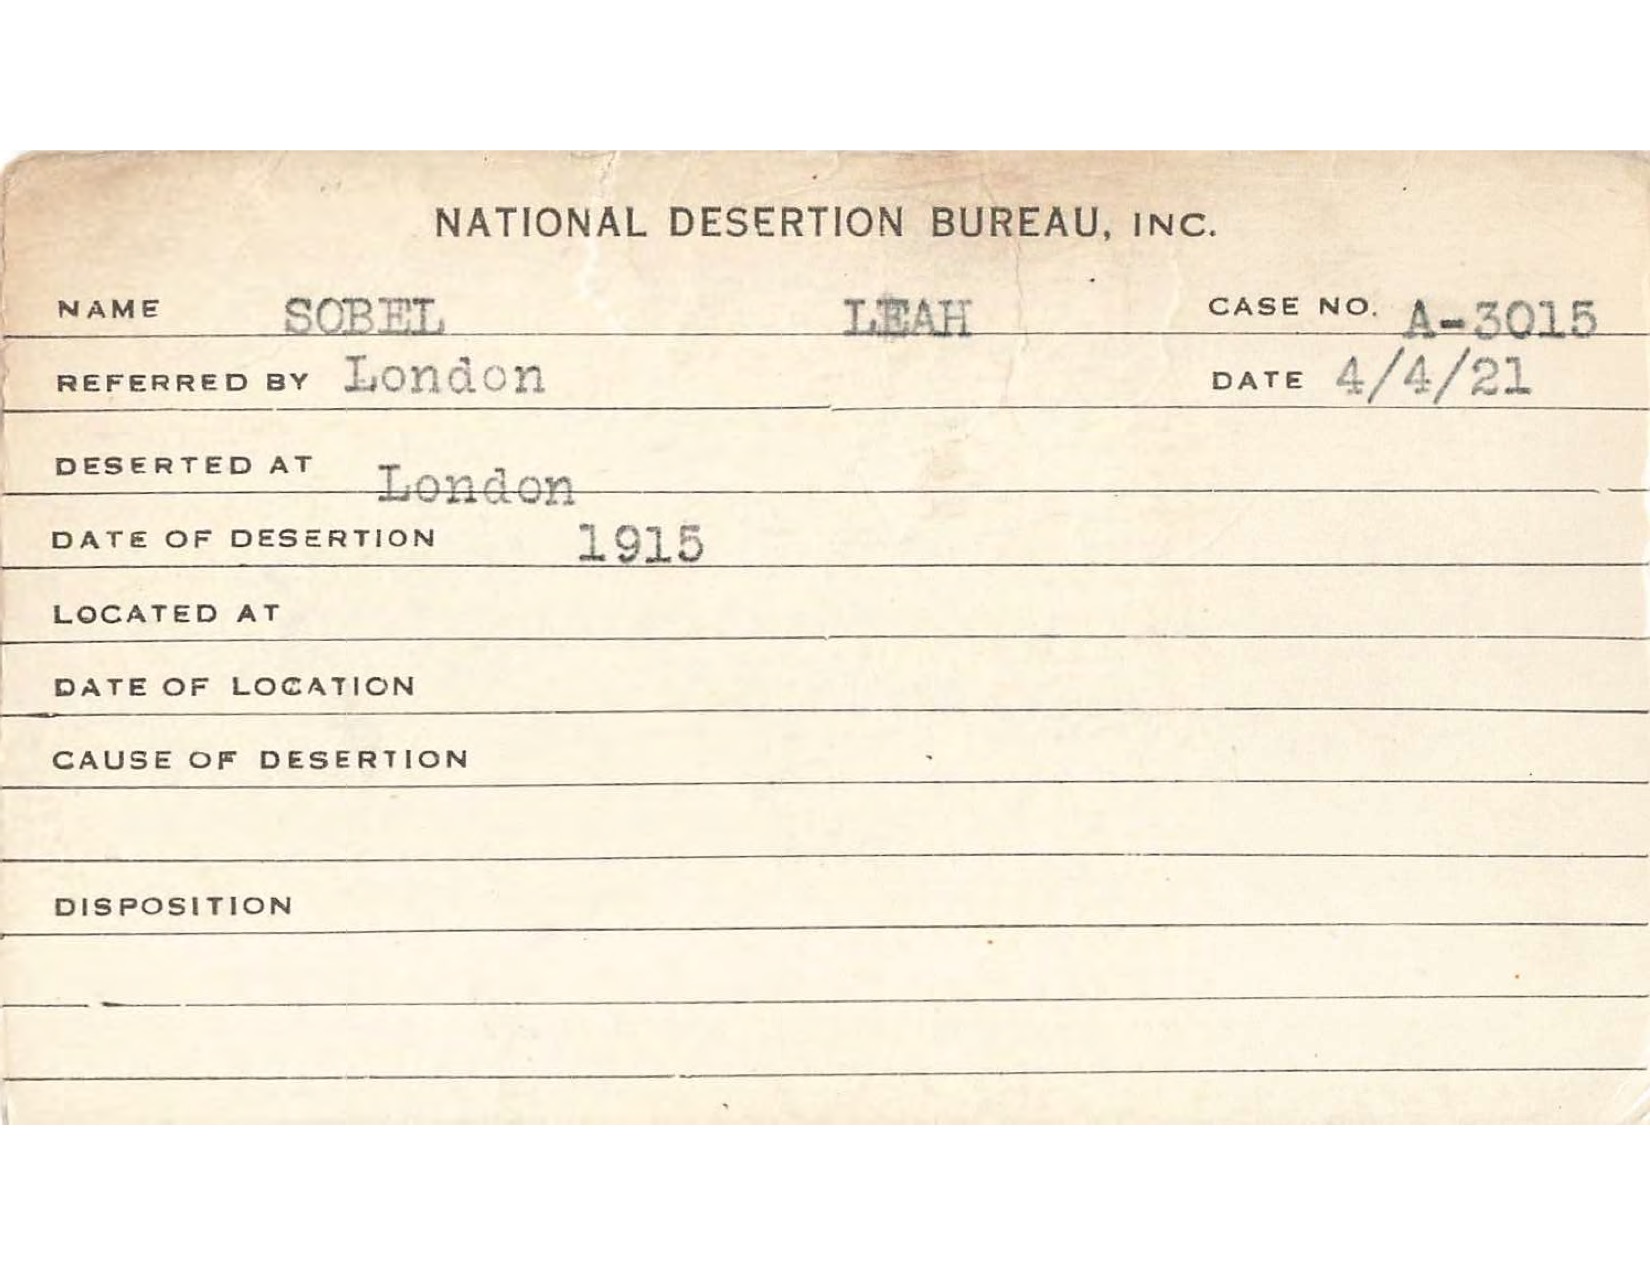 NATIONAL DESERTION BUREAU, INC.
NAME SOBEL LEAH CASE NO. A-3015
REFERRED BY London DATE 4/4/21
DESERTED AT London
DATE OF DESERTION 1915
LOCATED AT
DATE OF LOCATION
CAUSE OF DESERTION
DISPOSITION